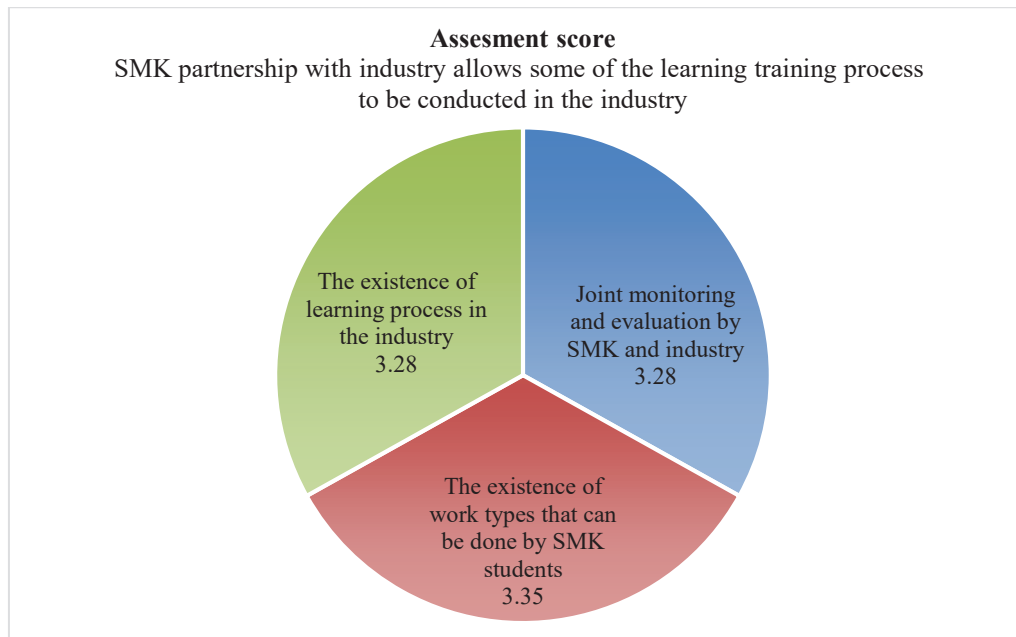 Assesment score
SMK partnership with industry allows some of the learning training process
to be conducted in the industry
The existence of
learning process in
the industry
3.28
Joint monitoring
and evaluation by
SMK and industry
3.28
The existence of
work types that can
be done by SMK
students
3.35